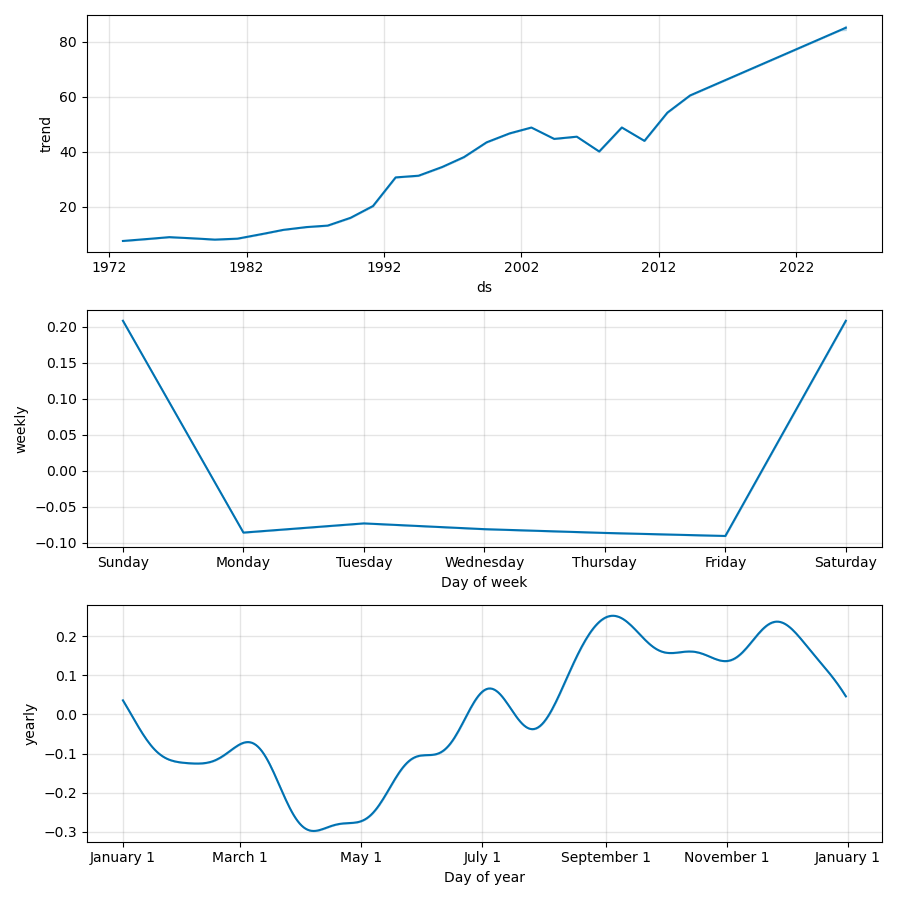 80
60
40
20
trend
1972 1982 1992 2002 2012 2022
ds
0.20
0.15
0.10
0.05
0.00
−0.05
−0.10
weekly
Sunday Monday Tuesday Wednesday Thursday Friday Saturday
Day of week
0.2
0.1
0.0
−0.1
−0.2
−0.3
yearly
January 1 March 1 May 1 July 1 September 1 November 1 January 1
Day of year